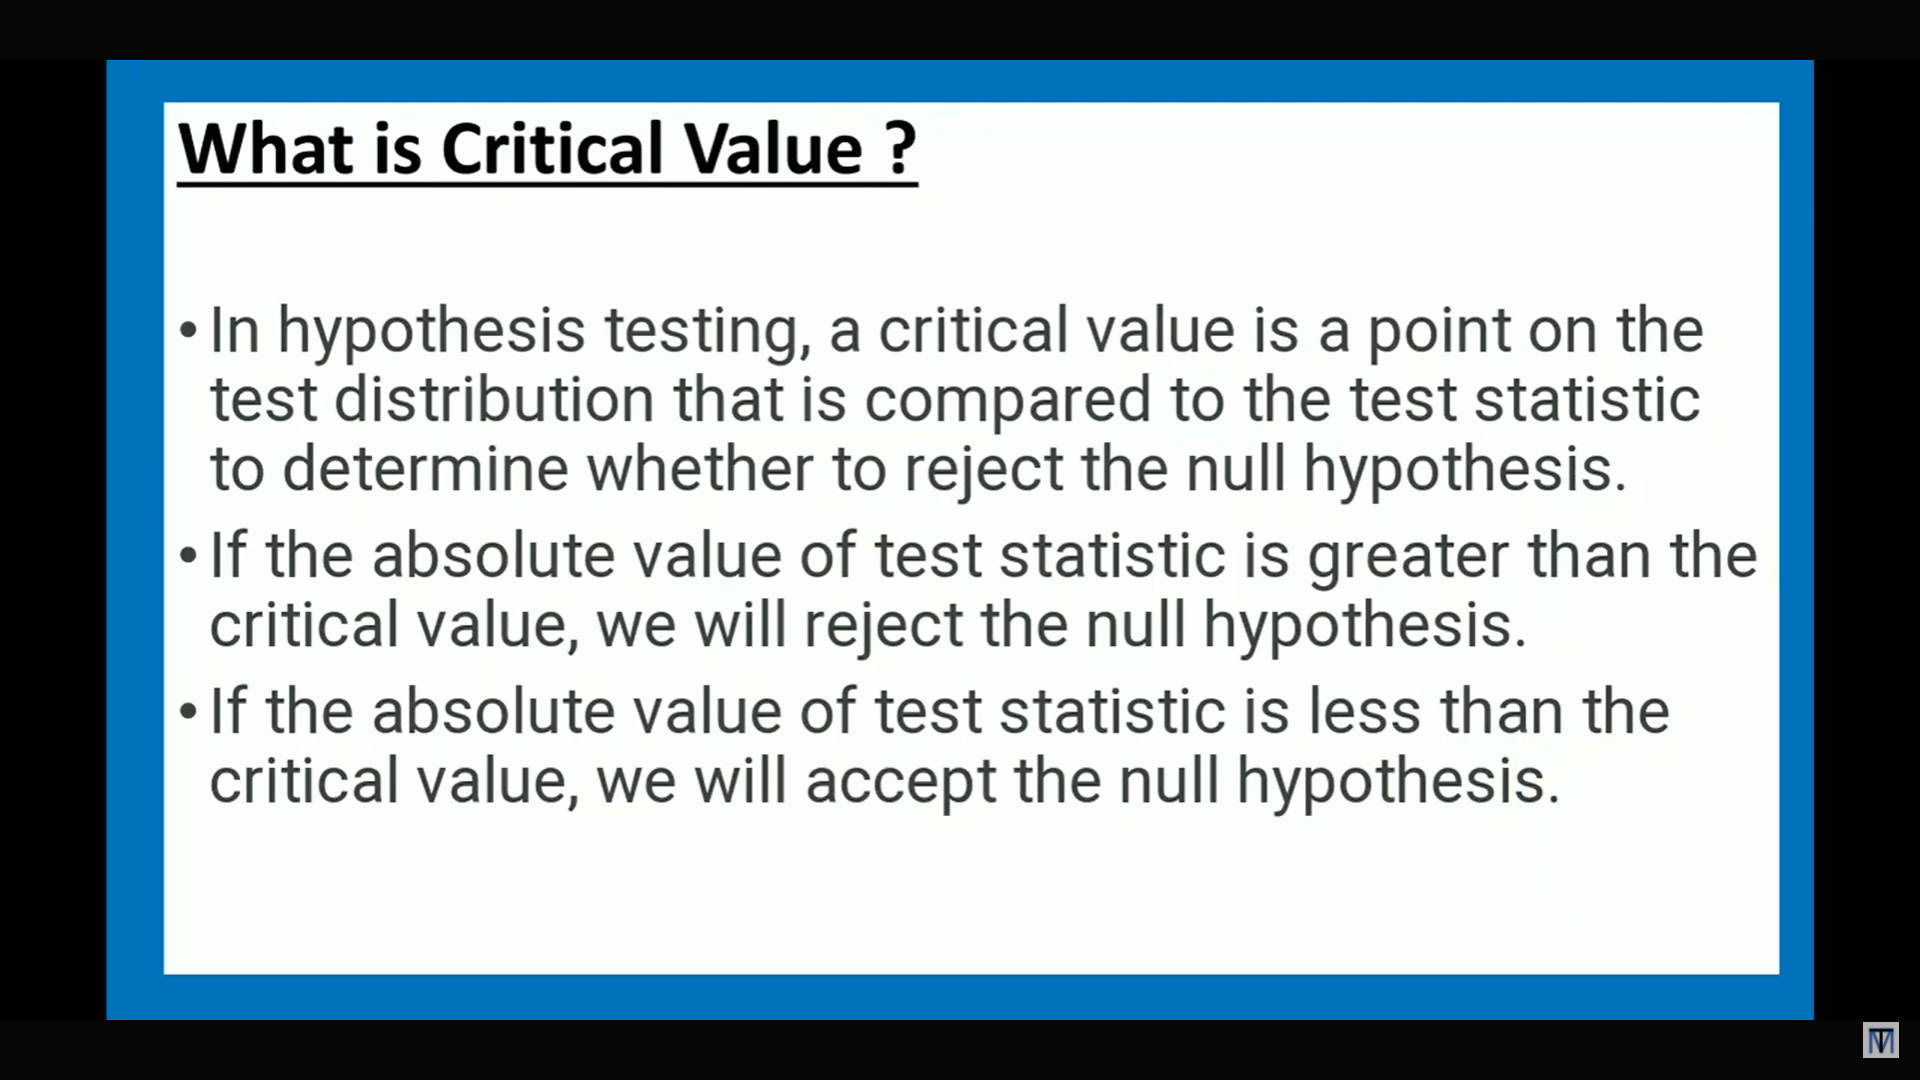 What is Critical Value ?
• In hypothesis testing, a critical value is a point on the
test distribution that is compared to the test statistic
to determine whether to reject the null hypothesis.
• If the absolute value of test statistic is greater than the
critical value, we will reject the null hypothesis.
• If the absolute value of test statistic is less than the
critical value, we will accept the null hypothesis.
TM